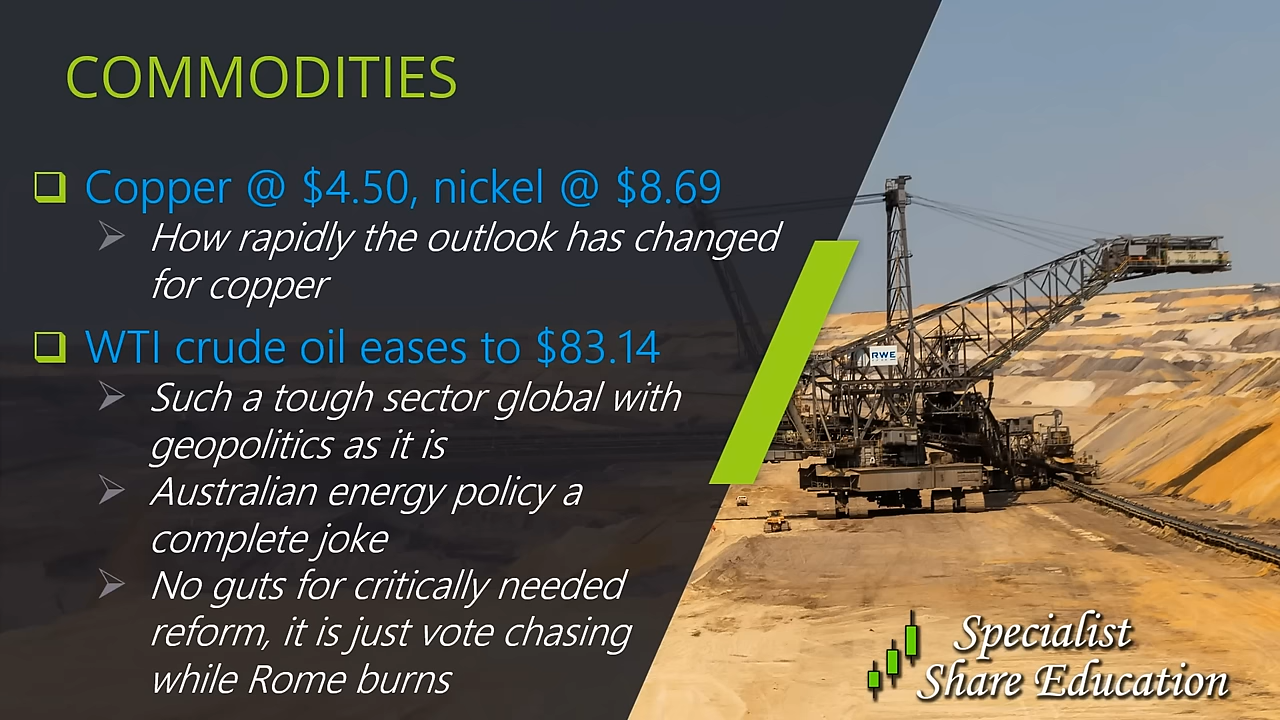 COMMODITIES
Copper @ $4.50, nickel @ $8.69
How rapidly the outlook has changed
for copper
WTI crude oil eases to $83.14
Such a tough sector global with
geopolitics as it is
Australian energy policy a
complete joke
No guts for critically needed
reform, it is just vote chasing
while Rome burns
RWE
Specialist
Share Education